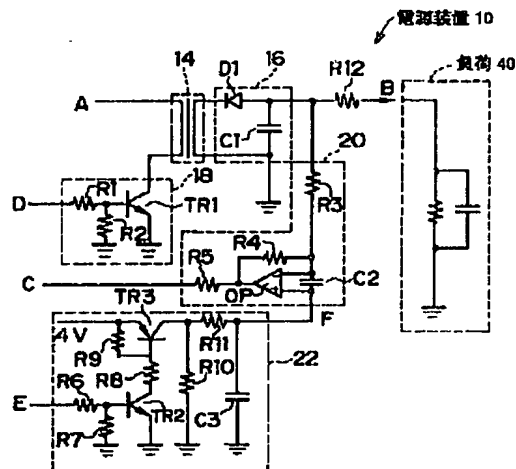 電源装置 10
負荷 40
14
16
D1
R12
B
A
C1
20
18
R3
D
R1
TR1
R2
R4
R5
C2
C
OP
TR3
F
4V
R11
R9
22
R8
R10
R6
E
TR2
C3
R7